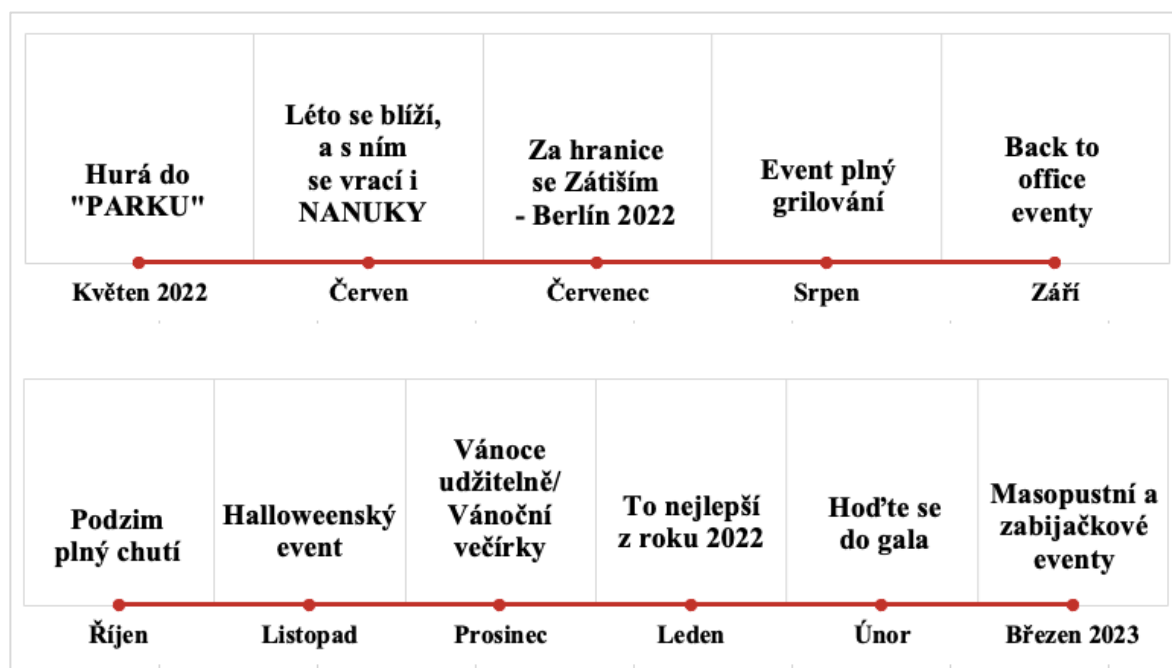 Hurá do
"PARKU"
Léto se blíží,
a s ním
se vrací i
NANUKY
Za hranice
se Zátiším
- Berlín 2022
Event plný
grilování
Back to
office
eventy
Květen 2022
Červen
Červenec
Srpen
Září
Podzim
plný chutí
Halloweenský
event
Vánoce
udžitelně/
Vánoční
večírky
To nejlepší
z roku 2022
Hoďte se
do gala
Masopustní a
zabijačkové
eventy
Říjen
Listopad
Prosinec
Leden
Únor
Březen 2023